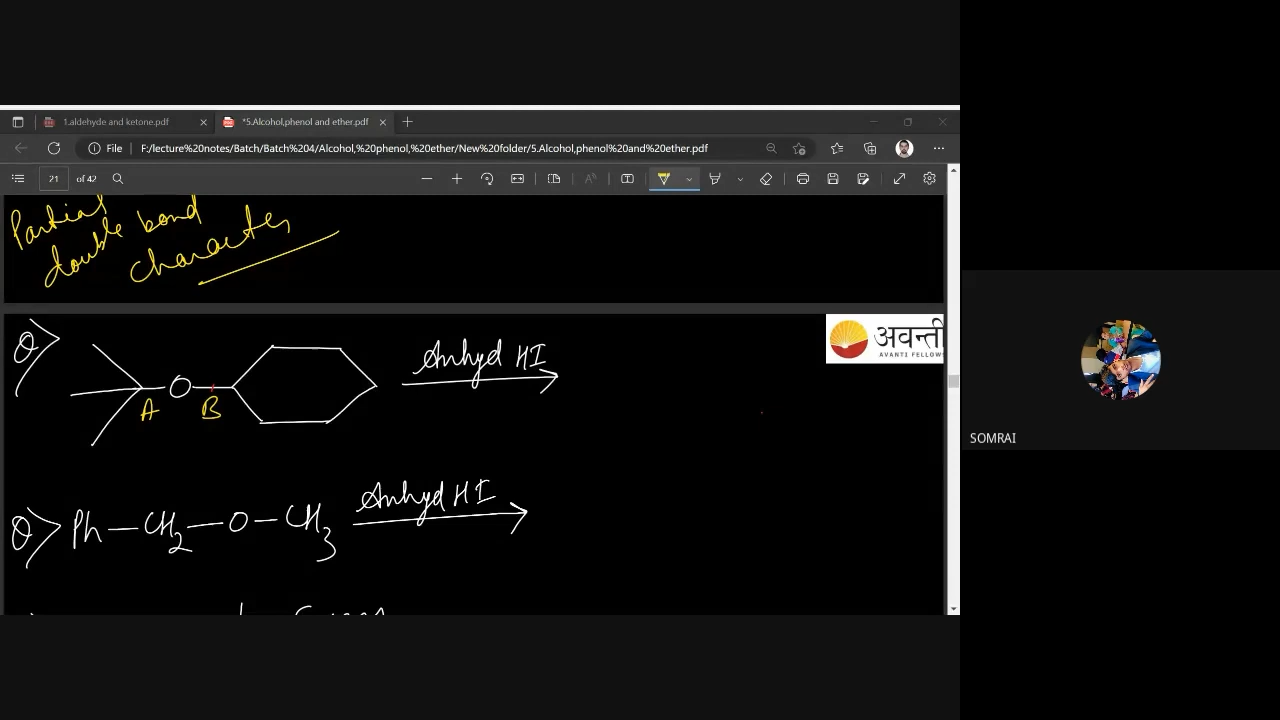 1.aldehyde and ketone.pdf
*5.Alcohol,phenol and ether.pdf
File
F:/lecture%20notes/Batch/Batch%204/Alcohol,%20phenol,%20ether/New%20folder/5.Alcohol,phenol%20and%20ether.pdf
21 of 42
Partial
double bond
character
अवन्ती
AVANTI FELLOWS
Q> O Anhyd HI
A B
SOMRAI
Q> Ph—CH2—O—CH3 Anhyd HI